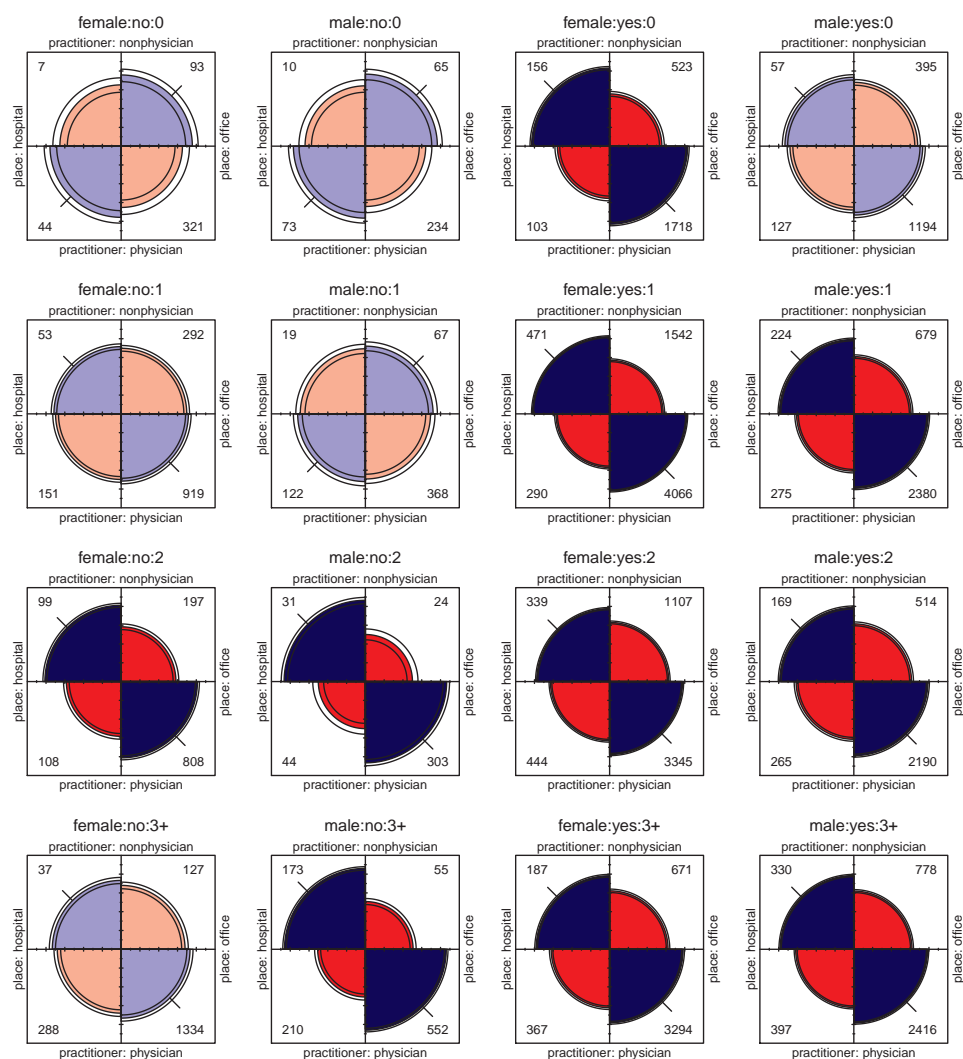 female:no:0 male:no:0 female:yes:0 male:yes:0
practitioner: nonphysician practitioner: nonphysician practitioner: nonphysician practitioner: nonphysician
7 93 10 65 156 523 57 395
place: hospital place: office place: hospital place: office place: hospital place: office place: hospital place: office
44 321 73 234 103 1718 127 1194
practitioner: physician practitioner: physician practitioner: physician practitioner: physician
female:no:1 male:no:1 female:yes:1 male:yes:1
practitioner: nonphysician practitioner: nonphysician practitioner: nonphysician practitioner: nonphysician
53 292 19 67 471 1542 224 679
place: hospital place: office place: hospital place: office place: hospital place: office place: hospital place: office
151 919 122 368 290 4066 275 2380
practitioner: physician practitioner: physician practitioner: physician practitioner: physician
female:no:2 male:no:2 female:yes:2 male:yes:2
practitioner: nonphysician practitioner: nonphysician practitioner: nonphysician practitioner: nonphysician
99 197 31 24 339 1107 169 514
place: hospital place: office place: hospital place: office place: hospital place: office place: hospital place: office
108 808 44 303 444 3345 265 2190
practitioner: physician practitioner: physician practitioner: physician practitioner: physician
female:no:3+ male:no:3+ female:yes:3+ male:yes:3+
practitioner: nonphysician practitioner: nonphysician practitioner: nonphysician practitioner: nonphysician
37 127 173 55 187 671 330 778
place: hospital place: office place: hospital place: office place: hospital place: office place: hospital place: office
288 1334 210 552 367 3294 397 2416
practitioner: physician practitioner: physician practitioner: physician practitioner: physician